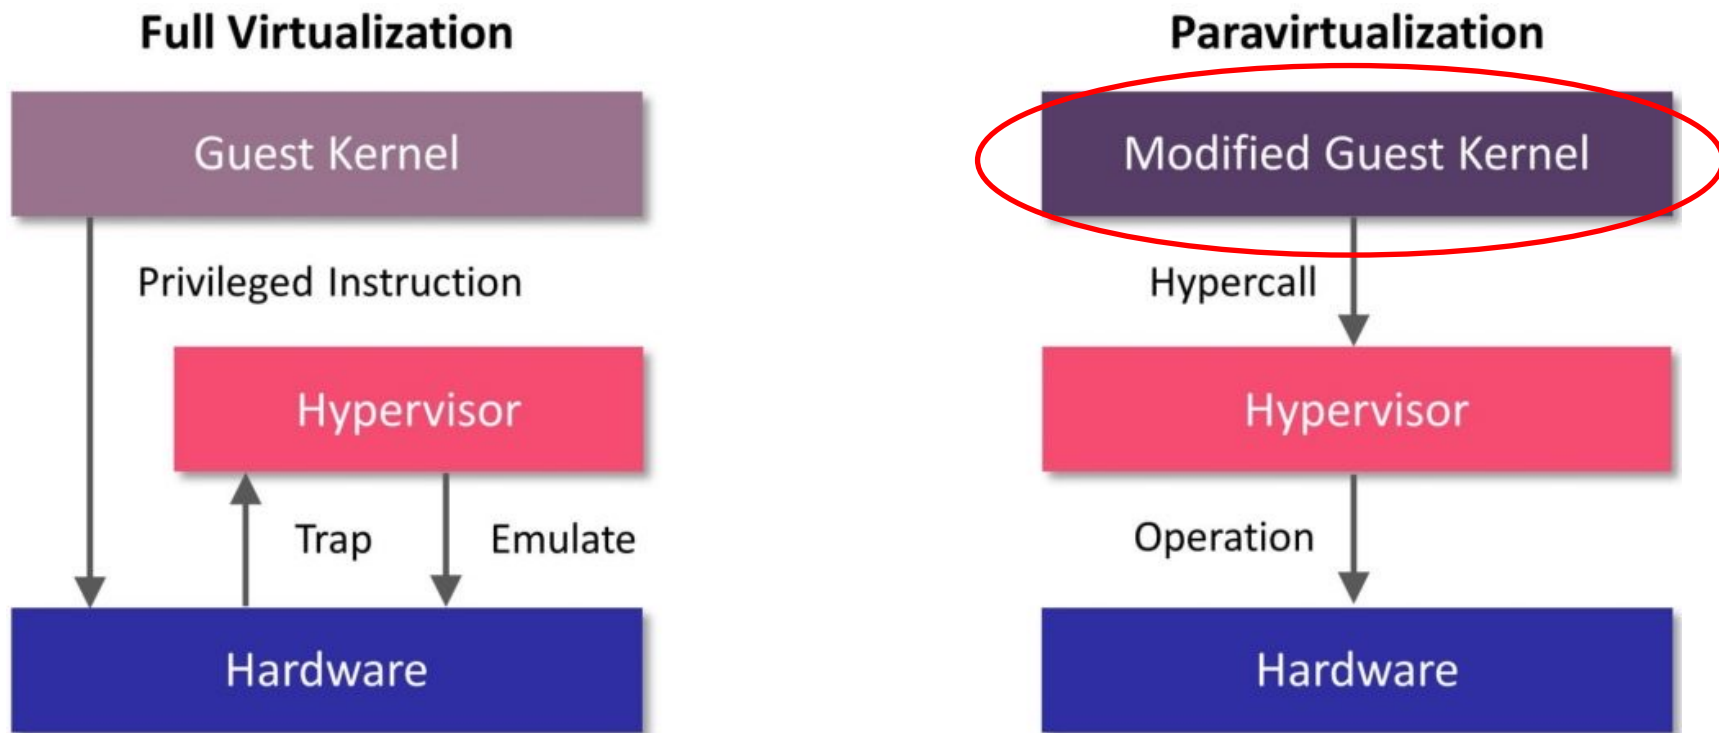 Full Virtualization
Guest Kernel
Privileged Instruction
Hypervisor
Trap
Emulate
Hardware
Paravirtualization
Modified Guest Kernel
Hypercall
Hypervisor
Operation
Hardware